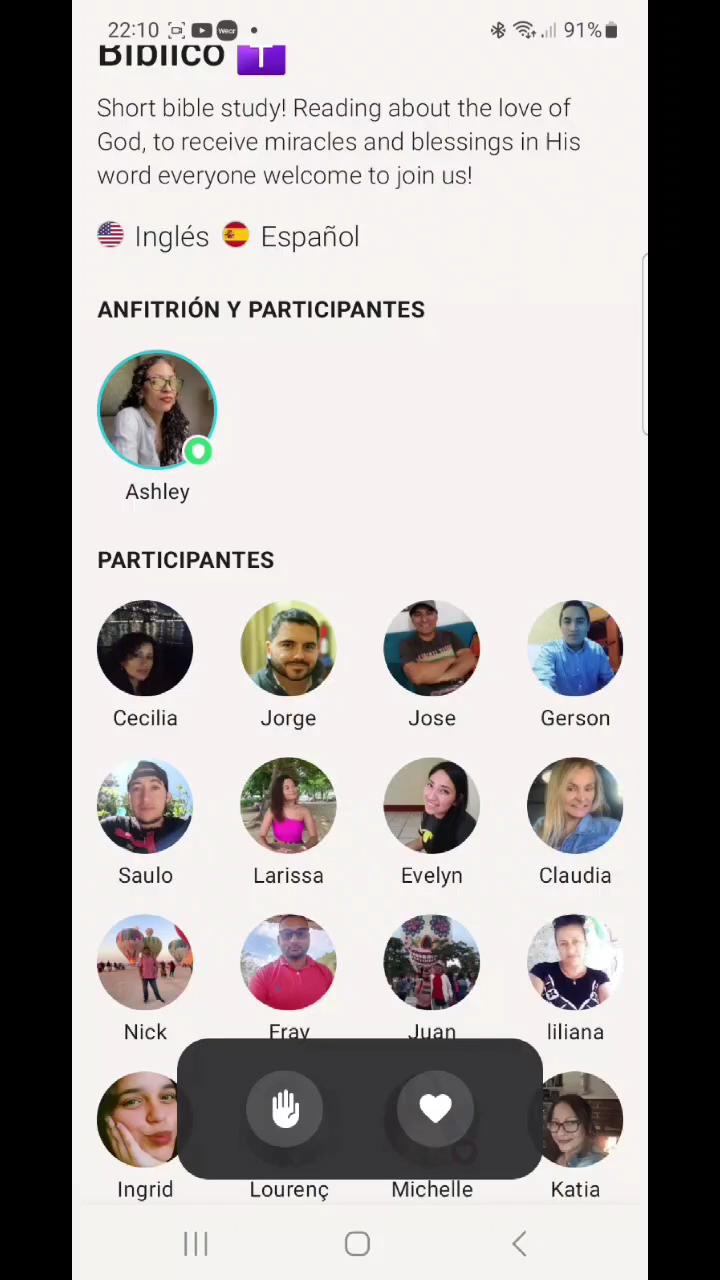 22:10 Wecr 91%
Bíblico
Short bible study! Reading about the love of
God, to receive miracles and blessings in His
word everyone welcome to join us!
Inglés Español
ANFITRIÓN Y PARTICIPANTES
Ashley
PARTICIPANTES
Cecilia Jorge Jose Gerson
Saulo Larissa Evelyn Claudia
Nick Fray Juan liliana
Ingrid Lourenç Michelle Katia